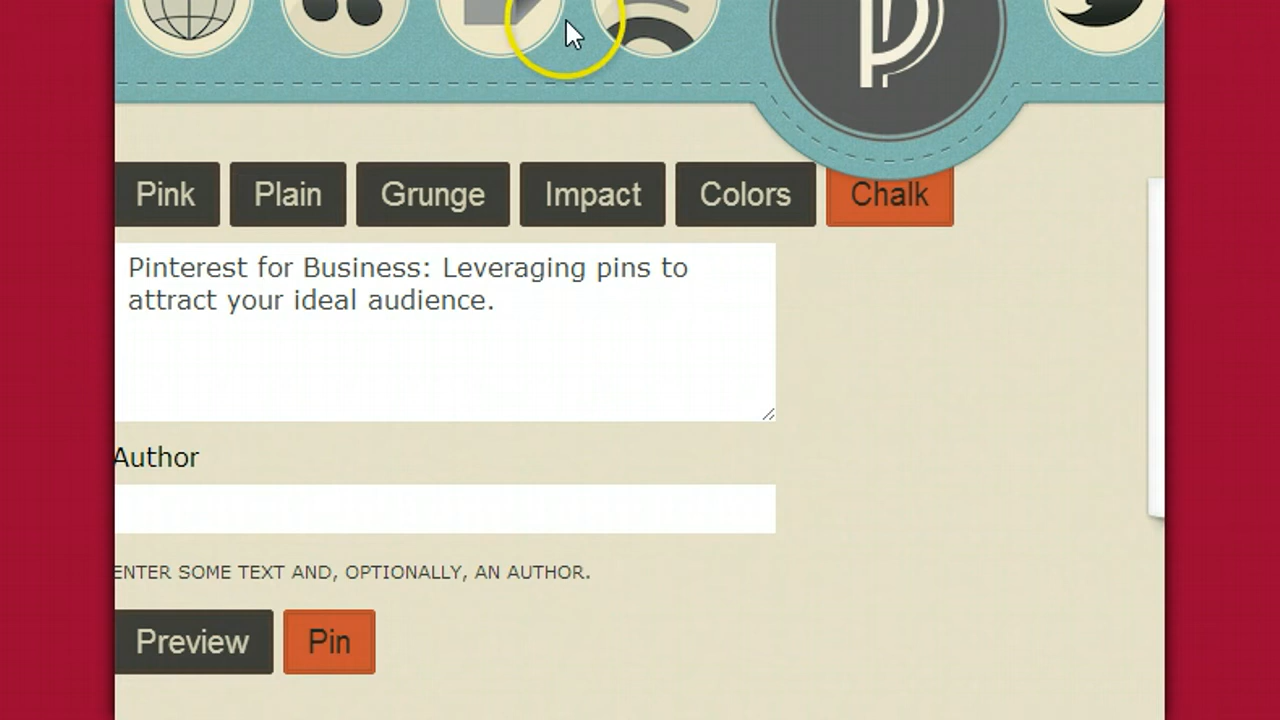 Pink Plain Grunge Impact Colors Chalk
Pinterest for Business: Leveraging pins to
attract your ideal audience.
Author
ENTER SOME TEXT AND, OPTIONALLY, AN AUTHOR.
Preview Pin